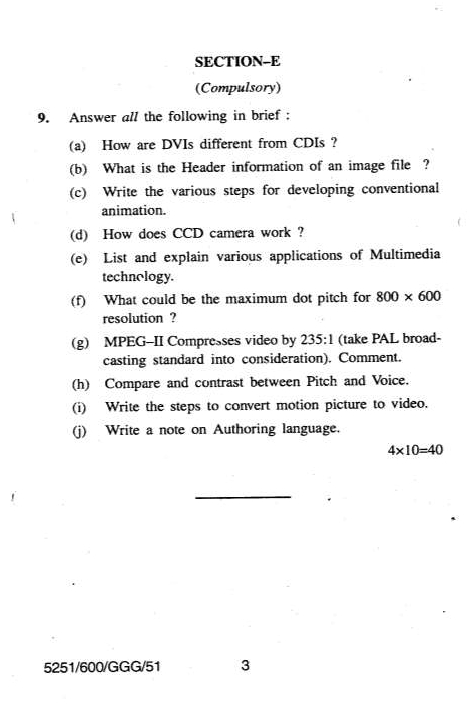 SECTION–E
(Compulsory)
9. Answer all the following in brief :
(a) How are DVIs different from CDIs ?
(b) What is the Header information of an image file ?
(c) Write the various steps for developing conventional
animation.
(d) How does CCD camera work ?
(e) List and explain various applications of Multimedia
technology.
(f) What could be the maximum dot pitch for 800 × 600
resolution ?
(g) MPEG–II Compresses video by 235:1 (take PAL broad-
casting standard into consideration). Comment.
(h) Compare and contrast between Pitch and Voice.
(i) Write the steps to convert motion picture to video.
(j) Write a note on Authoring language.
4×10=40
5251/600/GGG/51 3